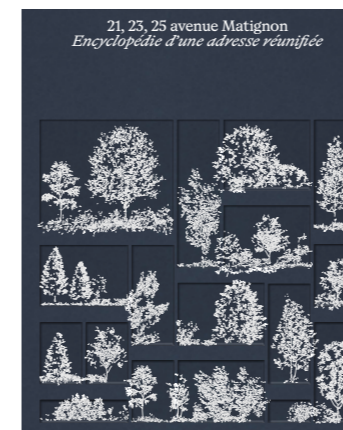 21, 23, 25 avenue Matignon
Encyclopédie d'une adresse réunifiée